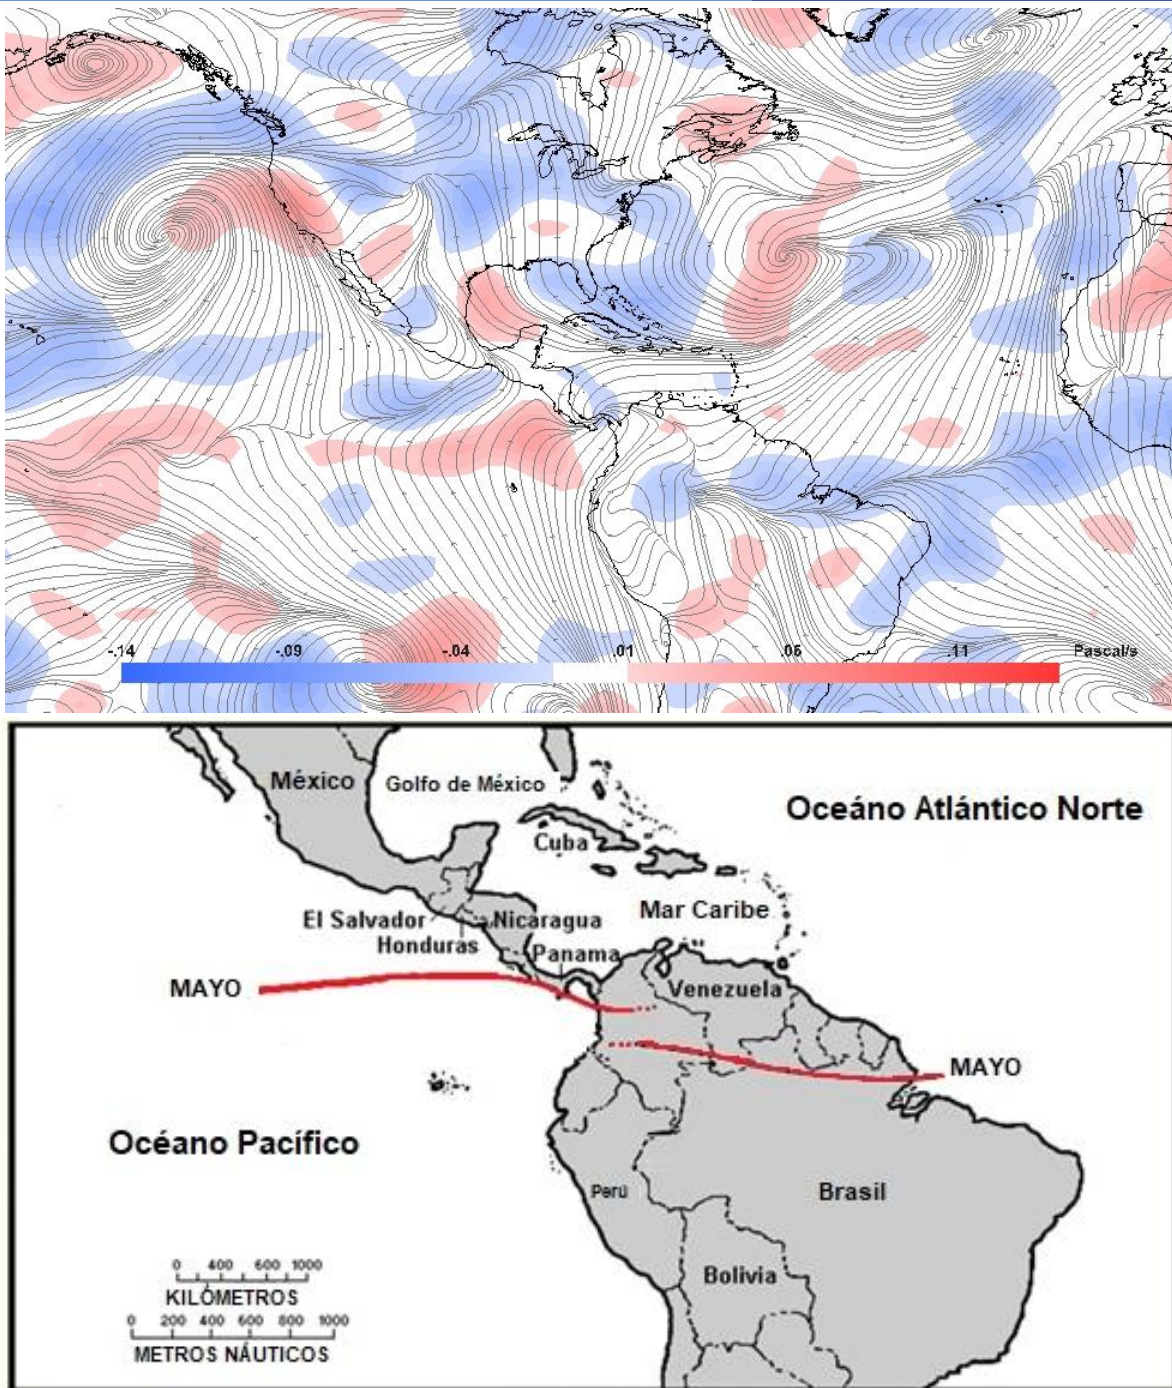 -.14 -.09 -.04 .01 .06 .11 Pascal/s
México
Golfo de México
Oceáno Atlántico Norte
Cuba
Mar Caribe
El Salvador
Nicaragua
Honduras
Panama
MAYO
Venezuela
MAYO
Océano Pacífico
Perú
Brasil
Bolivia
0 400 600 1000
KILÓMETROS
0 200 400 600 800 1000
METROS NÁUTICOS